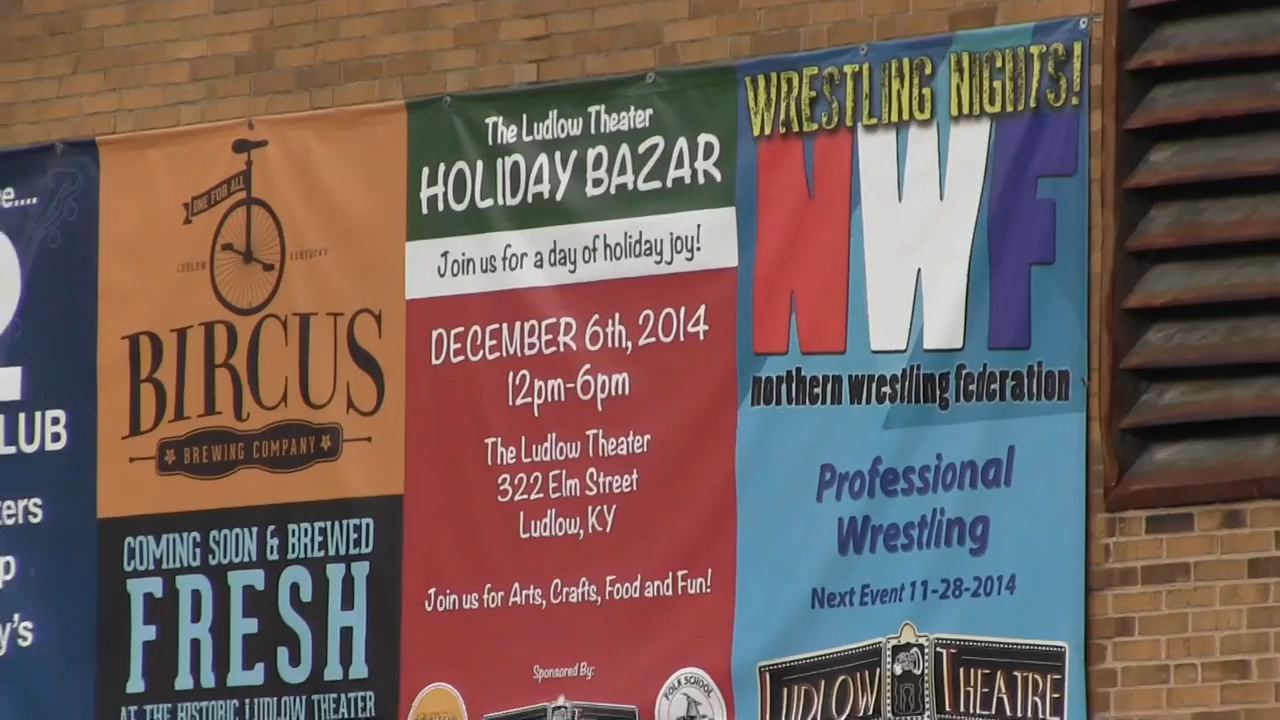 e....
2
LUB
ters
p
y's
ONE FOR ALL
LUDLOW KENTUCKY
BIRCUS
BREWING COMPANY
COMING SOON & BREWED
FRESH
AT THE HISTORIC LUDLOW THEATER
The Ludlow Theater
HOLIDAY BAZAR
Join us for a day of holiday joy!
DECEMBER 6th, 2014
12pm-6pm
The Ludlow Theater
322 Elm Street
Ludlow, KY
Join us for Arts, Crafts, Food and Fun!
Sponsored By:
FOLK SCHOOL
WRESTLING NIGHTS!
NWF
northern wrestling federation
Professional
Wrestling
Next Event 11-28-2014
LUDLOW THEATRE